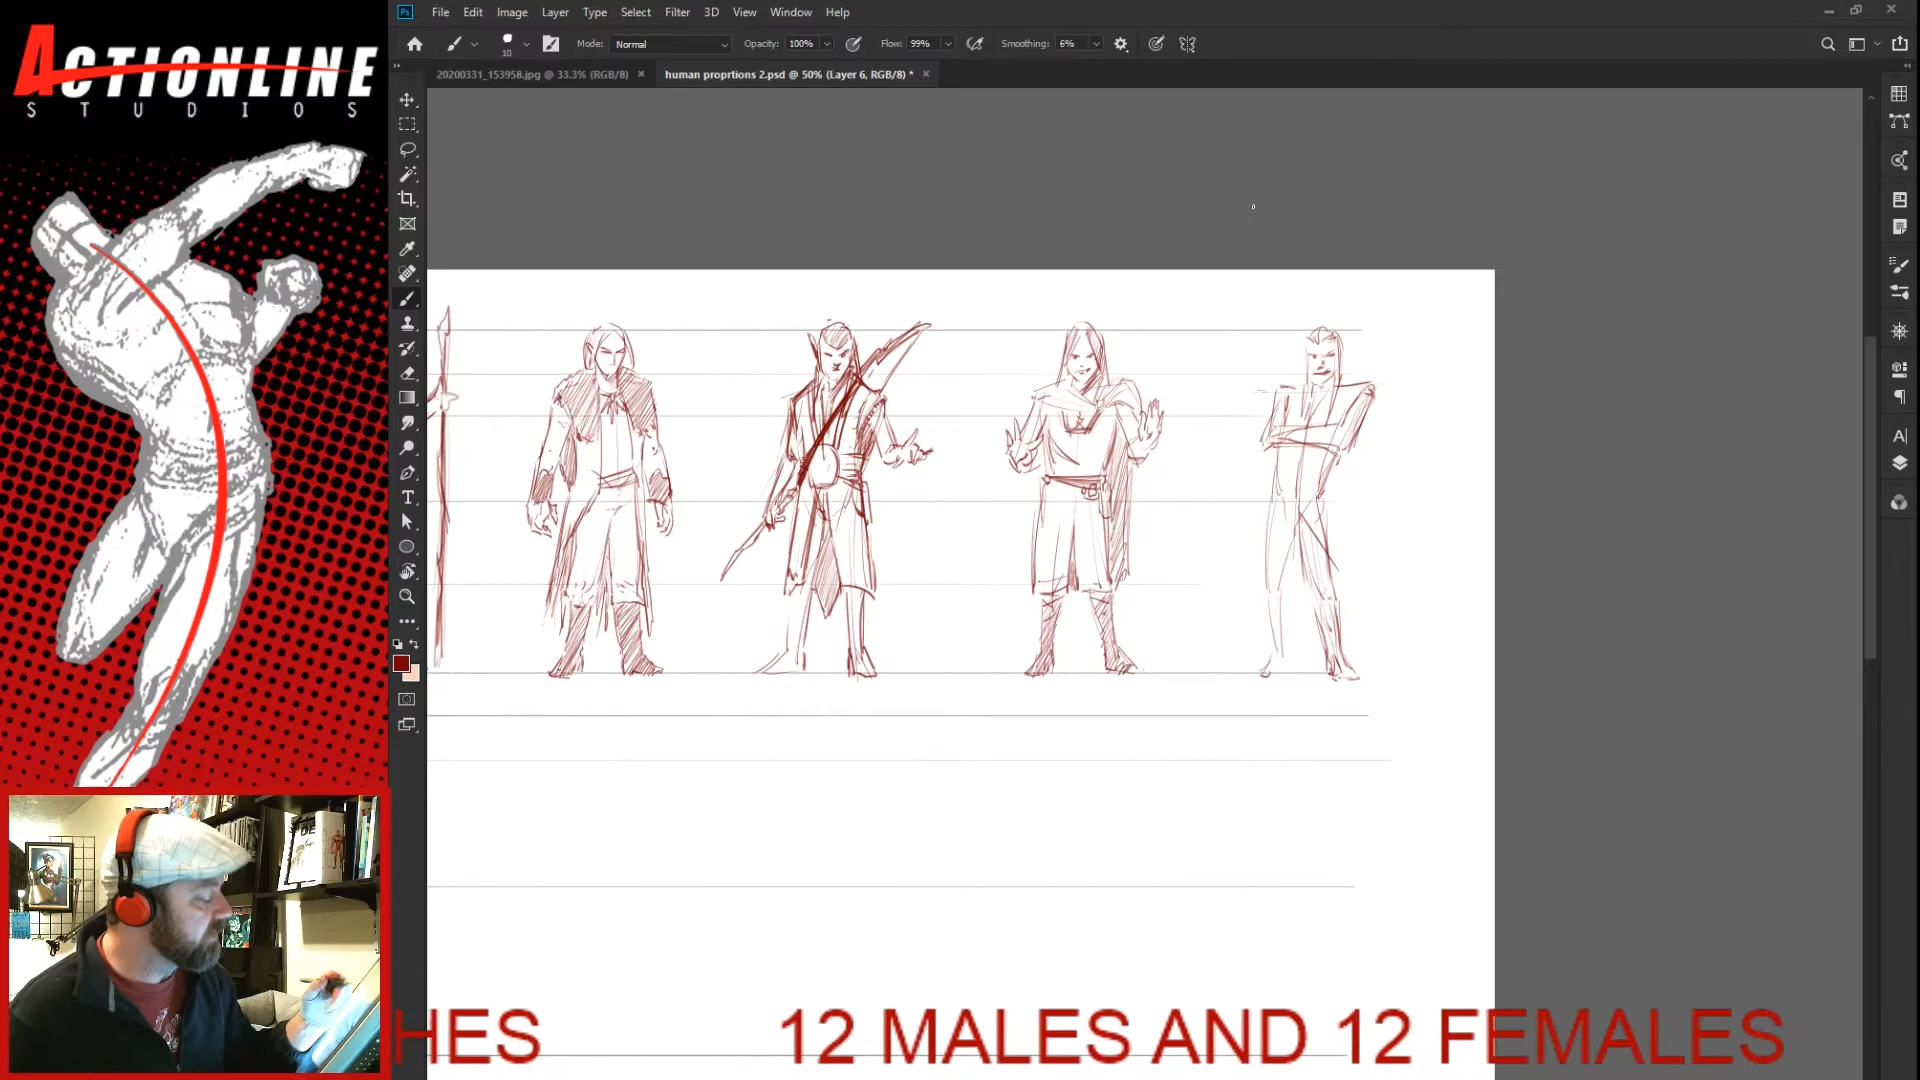 ACTIONLINE
STUDIOS
Ps File Edit Image Layer Type Select Filter 3D View Window Help
10 Mode: Normal Opacity: 100% Flow: 99% Smoothing: 6%
20200331_153958.jpg @ 33.3% (RGB/8) × human proprtions 2.psd @ 50% (Layer 6, RGB/8) * ×
HES 12 MALES AND 12 FEMALES